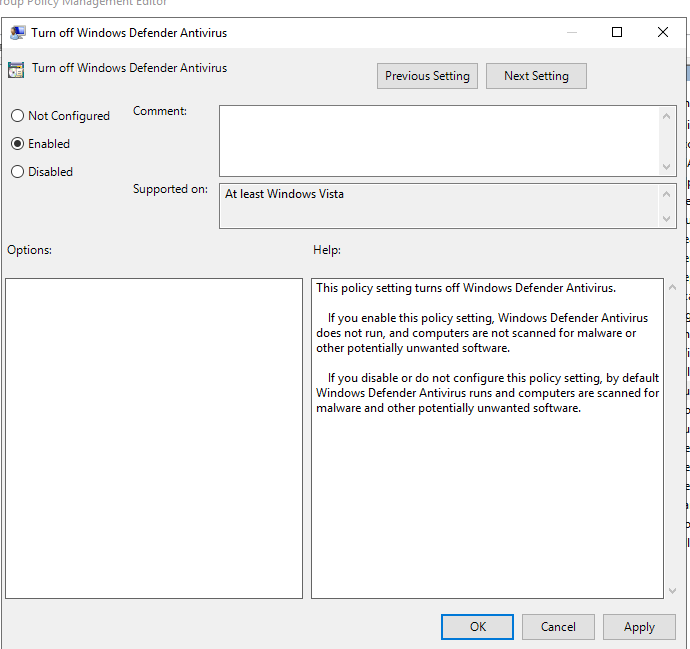 roup Policy Management Editor
Turn off Windows Defender Antivirus
Turn off Windows Defender Antivirus
Previous Setting
Next Setting
Not Configured
Enabled
Disabled
Comment:
Supported on:
At least Windows Vista
Options:
Help:
This policy setting turns off Windows Defender Antivirus.
If you enable this policy setting, Windows Defender Antivirus
does not run, and computers are not scanned for malware or
other potentially unwanted software.
If you disable or do not configure this policy setting, by default
Windows Defender Antivirus runs and computers are scanned for
malware and other potentially unwanted software.
OK
Cancel
Apply